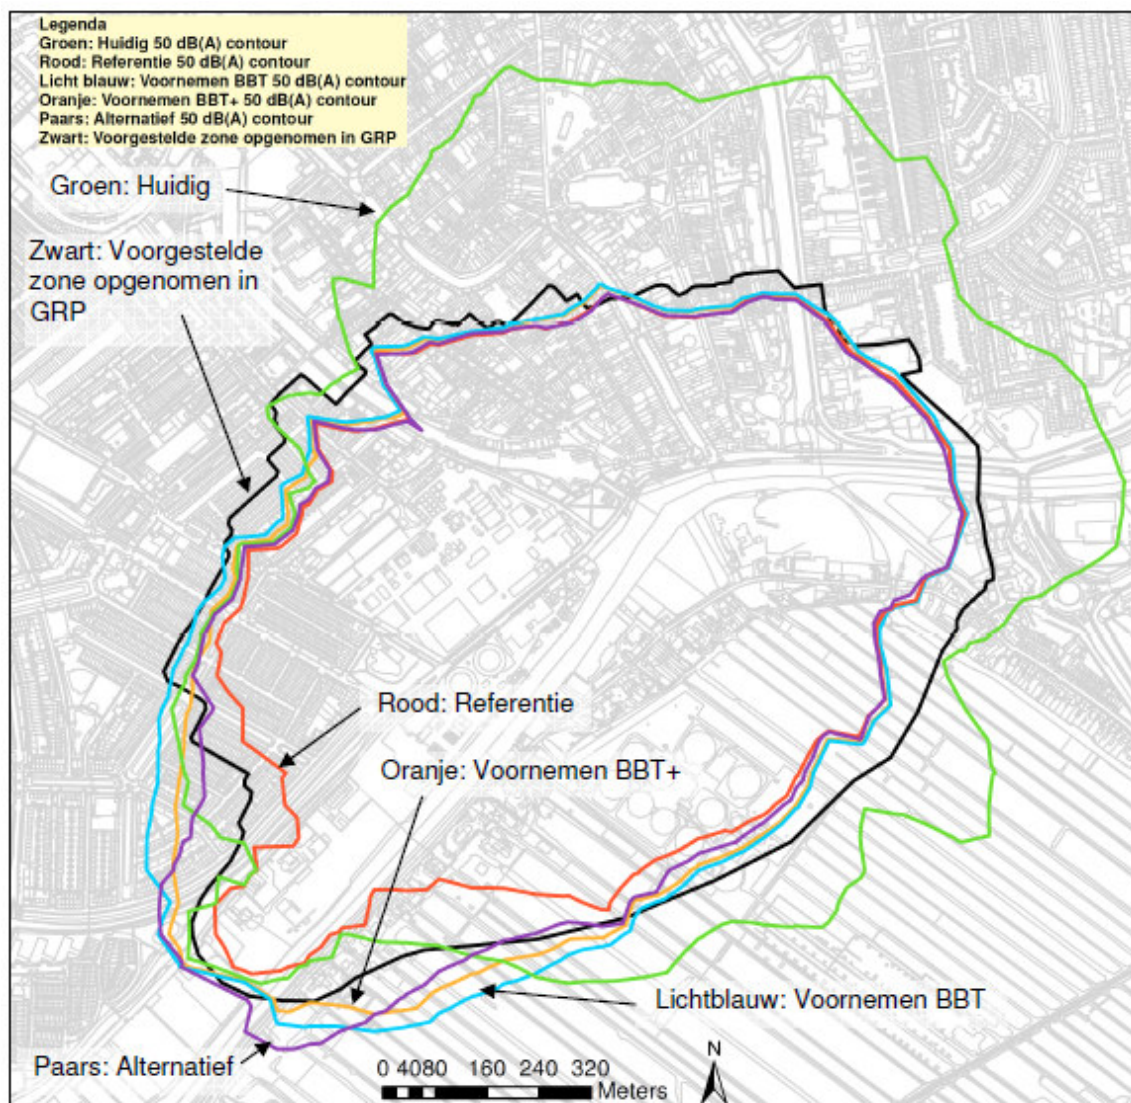 Legenda
Groen: Huidig 50 dB(A) contour
Rood: Referentie 50 dB(A) contour
Licht blauw: Voornemen BBT 50 dB(A) contour
Oranje: Voornemen BBT+ 50 dB(A) contour
Paars: Alternatief 50 dB(A) contour
Zwart: Voorgestelde zone opgenomen in GRP
Groen: Huidig
Zwart: Voorgestelde
zone opgenomen in
GRP
Rood: Referentie
Oranje: Voornemen BBT+
Lichtblauw: Voornemen BBT
Paars: Alternatief
N
0 4080 160 240 320
Meters